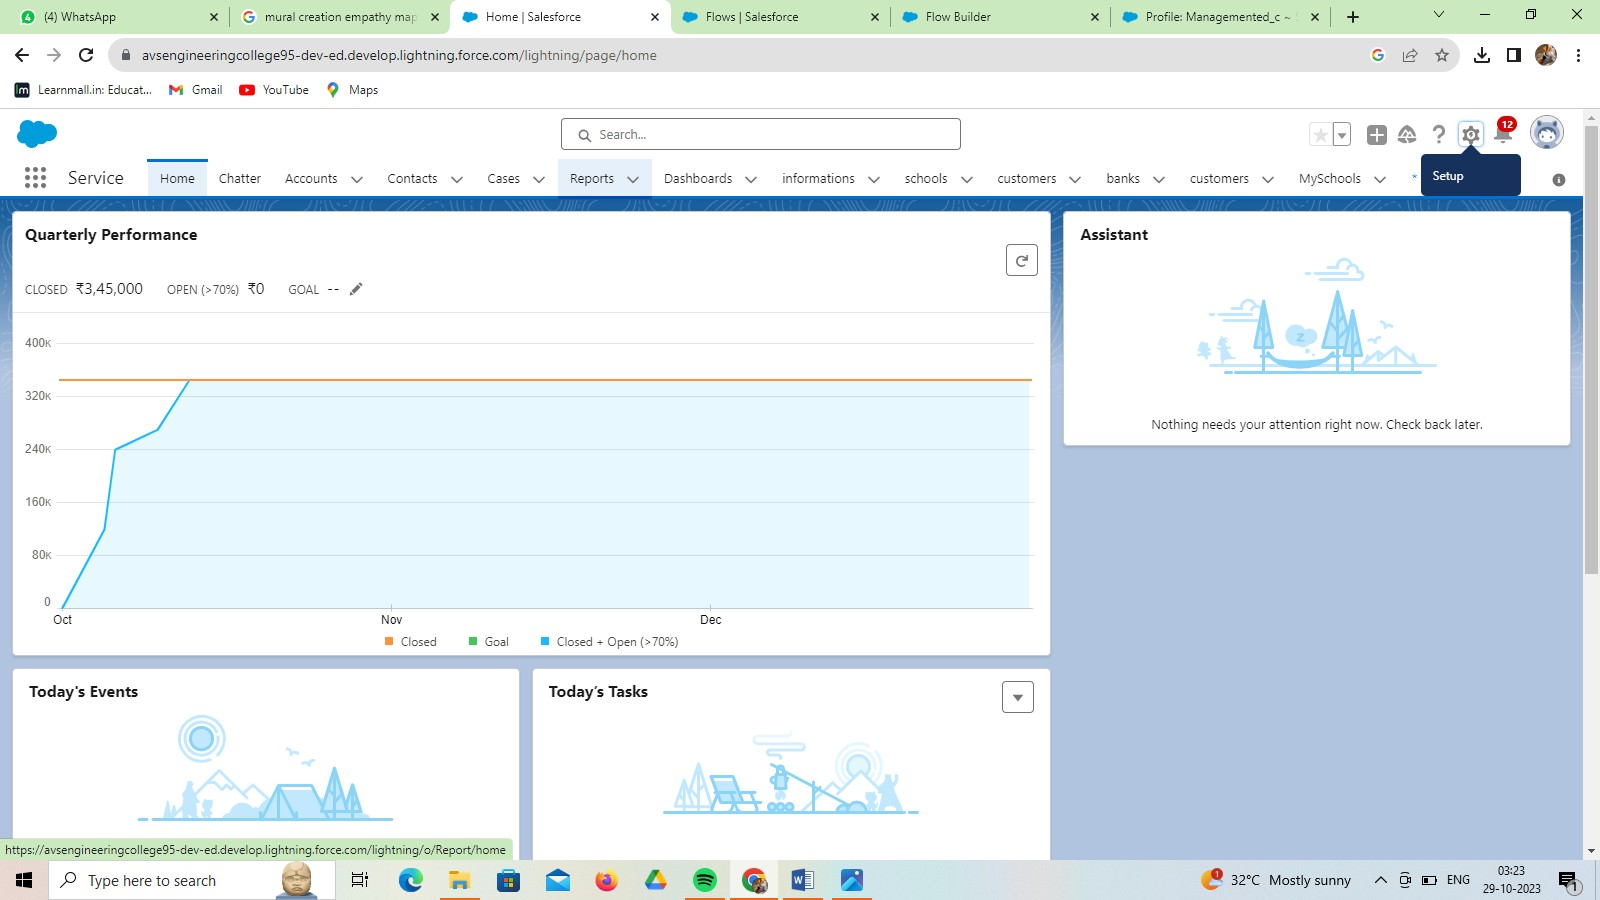 4 (4) WhatsApp
mural creation empathy map
Home | Salesforce
Flows | Salesforce
Flow Builder
Profile: Managemented_c ~
avsengineeringcollege95-dev-ed.develop.lightning.force.com/lightning/page/home
lm Learnmall.in: Educat... Gmail YouTube Maps
Search...
12
Service Home Chatter Accounts Contacts Cases Reports Dashboards informations schools customers banks customers MySchools *
Setup
Quarterly Performance
CLOSED ₹3,45,000 OPEN (>70%) ₹0 GOAL --
400K
320K
240K
160K
80K
0
Oct Nov Dec
Closed Goal Closed + Open (>70%)
Assistant
z
Nothing needs your attention right now. Check back later.
Today's Events
Today's Tasks
https://avsengineeringcollege95-dev-ed.develop.lightning.force.com/lightning/o/Report/home
Type here to search
1
32°C Mostly sunny
ENG
03:23
29-10-2023
1